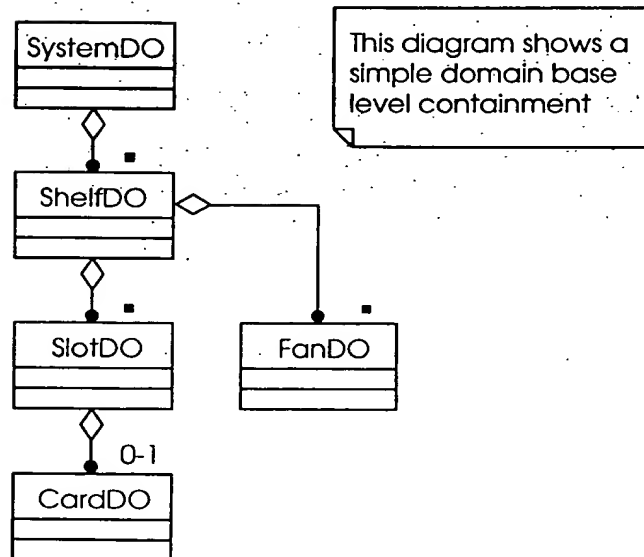 SystemDO
This diagram shows a
simple domain base
level containment
*
ShelfDO
*
*
SlotDO
FanDO
0-1
CardDO